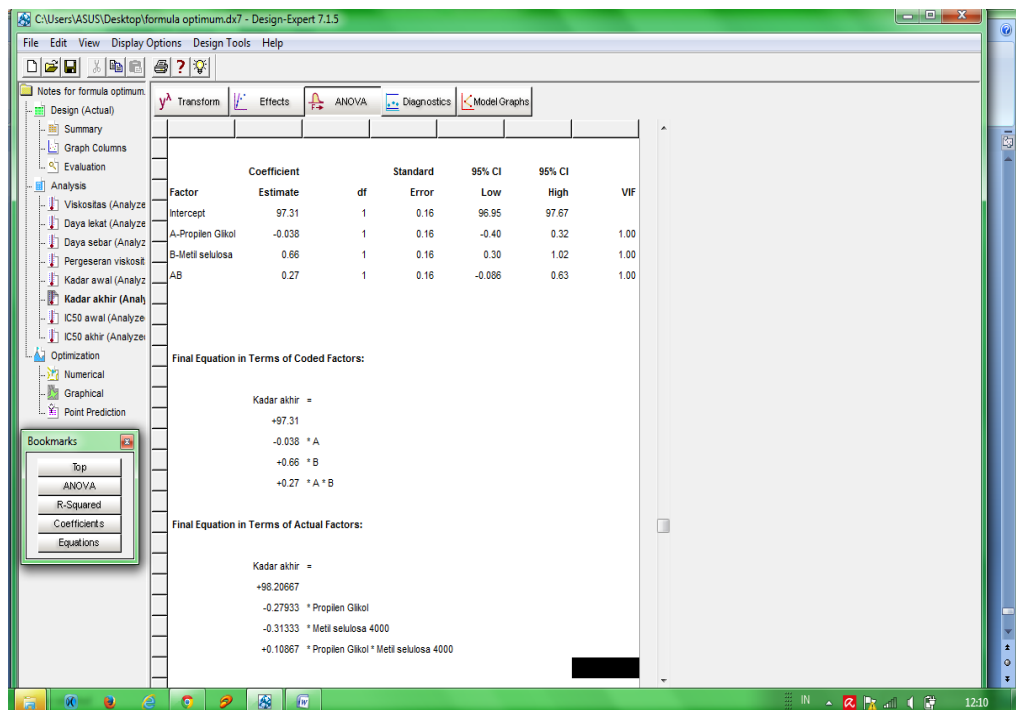 C:\Users\ASUS\Desktop\formula optimum.dx7 - Design-Expert 7.1.5
File Edit View Display Options Design Tools Help
Notes for formula optimum.
Design (Actual)
Summary
Graph Columns
Evaluation
Analysis
Viskositas (Analyze
Daya lekat (Analyze
Daya sebar (Analyz
Pergeseran viskosit
Kadar awal (Analyz
Kadar akhir (Analy
IC50 awal (Analyze
IC50 akhir (Analyze
Optimization
Numerical
Graphical
Point Prediction
Bookmarks
Top
ANOVA
R-Squared
Coefficients
Equations
yλ Transform Effects ANOVA Diagnostics Model Graphs
Coefficient Standard 95% CI 95% CI
Factor Estimate df Error Low High VIF
Intercept 97.31 1 0.16 96.95 97.67
A-Propilen Glikol -0.038 1 0.16 -0.40 0.32 1.00
B-Metil selulosa 0.66 1 0.16 0.30 1.02 1.00
AB 0.27 1 0.16 -0.086 0.63 1.00
Final Equation in Terms of Coded Factors:
Kadar akhir =
+97.31
-0.038 * A
+0.66 * B
+0.27 * A * B
Final Equation in Terms of Actual Factors:
Kadar akhir =
+98.20667
-0.27933 * Propilen Glikol
-0.31333 * Metil selulosa 4000
+0.10867 * Propilen Glikol * Metil selulosa 4000
IN 12:10